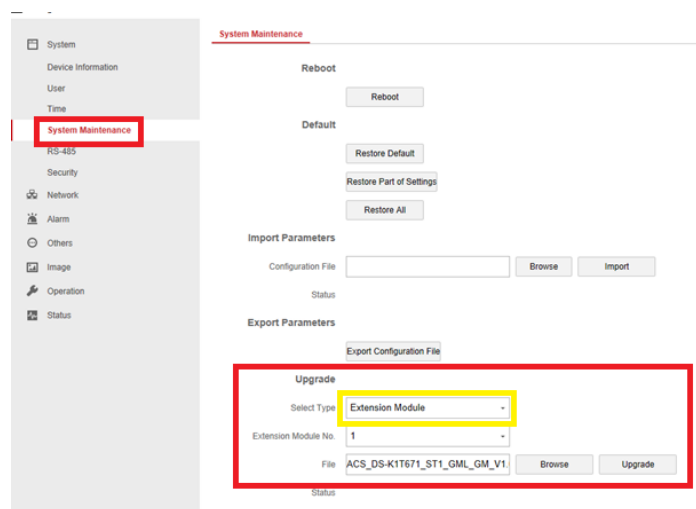 System Maintenance
System
Device Information
User
Time
System Maintenance
RS-485
Security
Network
Alarm
Others
Image
Operation
Status
Reboot
Reboot
Default
Restore Default
Restore Part of Settings
Restore All
Import Parameters
Configuration File Browse Import
Status
Export Parameters
Export Configuration File
Upgrade
Select Type Extension Module
Extension Module No. 1
File ACS_DS-K1T671_ST1_GML_GM_V1. Browse Upgrade
Status